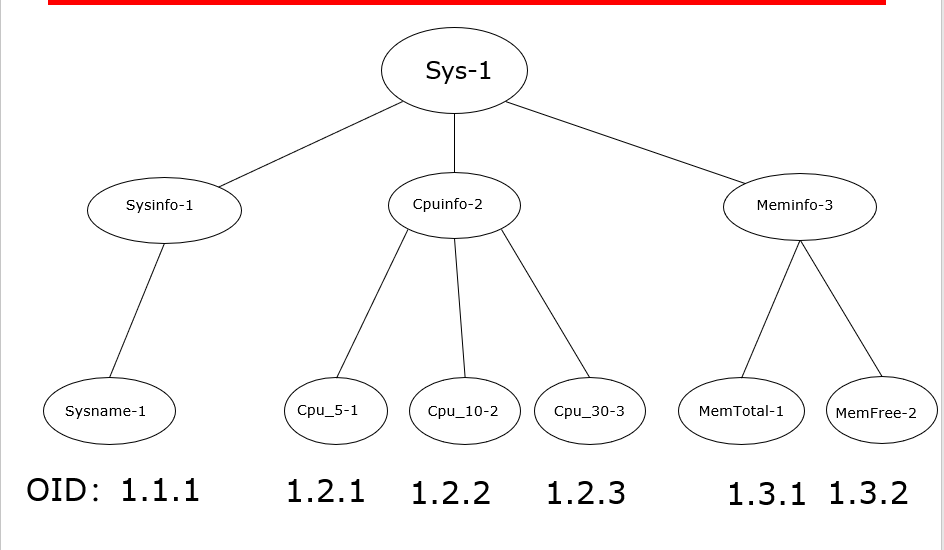 Sys-1
Sysinfo-1
Cpuinfo-2
Meminfo-3
Sysname-1
Cpu_5-1
Cpu_10-2
Cpu_30-3
MemTotal-1
MemFree-2
OID: 1.1.1
1.2.1
1.2.2
1.2.3
1.3.1
1.3.2